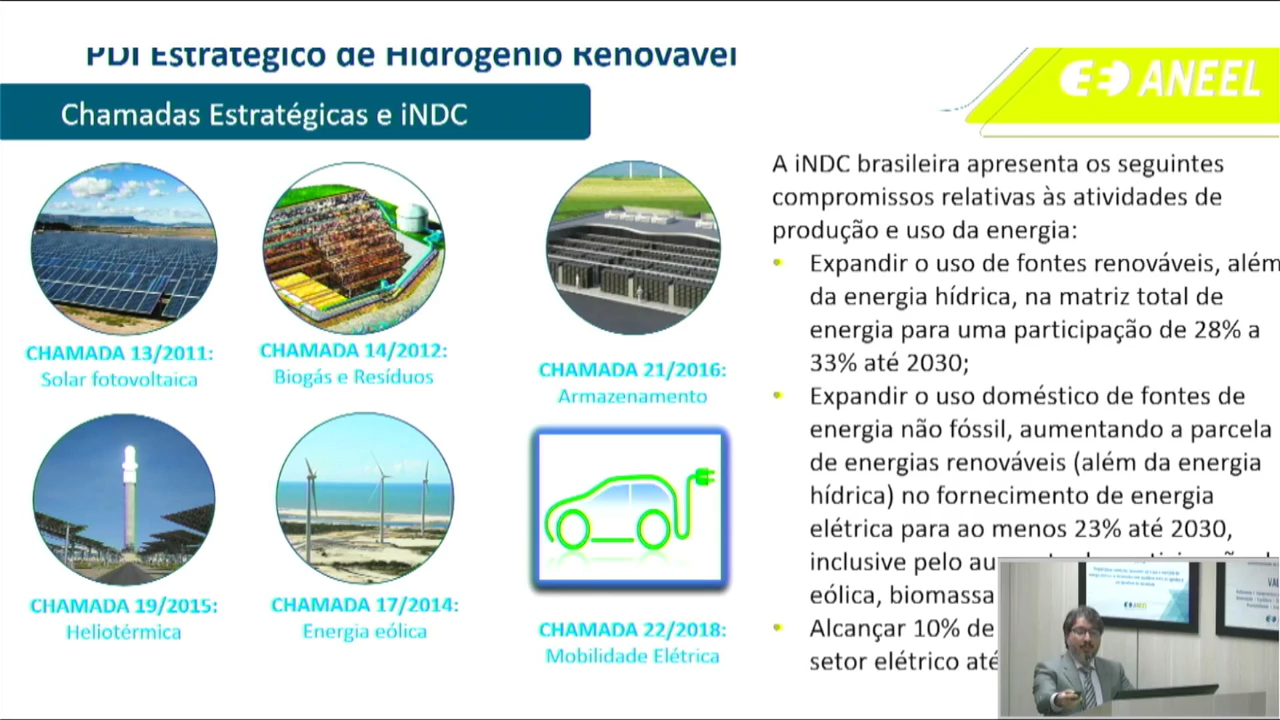 PDI Estratégico de Hidrogênio Renovável
Chamadas Estratégicas e iNDC
ANEEL
CHAMADA 13/2011:
Solar fotovoltaica
CHAMADA 14/2012:
Biogás e Resíduos
CHAMADA 21/2016:
Armazenamento
CHAMADA 19/2015:
Heliotérmica
CHAMADA 17/2014:
Energia eólica
CHAMADA 22/2018:
Mobilidade Elétrica
A iNDC brasileira apresenta os seguintes
compromissos relativas às atividades de
produção e uso da energia:
Expandir o uso de fontes renováveis, além
da energia hídrica, na matriz total de
energia para uma participação de 28% a
33% até 2030;
Expandir o uso doméstico de fontes de
energia não fóssil, aumentando a parcela
de energias renováveis (além da energia
hídrica) no fornecimento de energia
elétrica para ao menos 23% até 2030,
inclusive pelo
eólica, biomassa
Alcançar 10% de
setor elétrico até
ANEEL